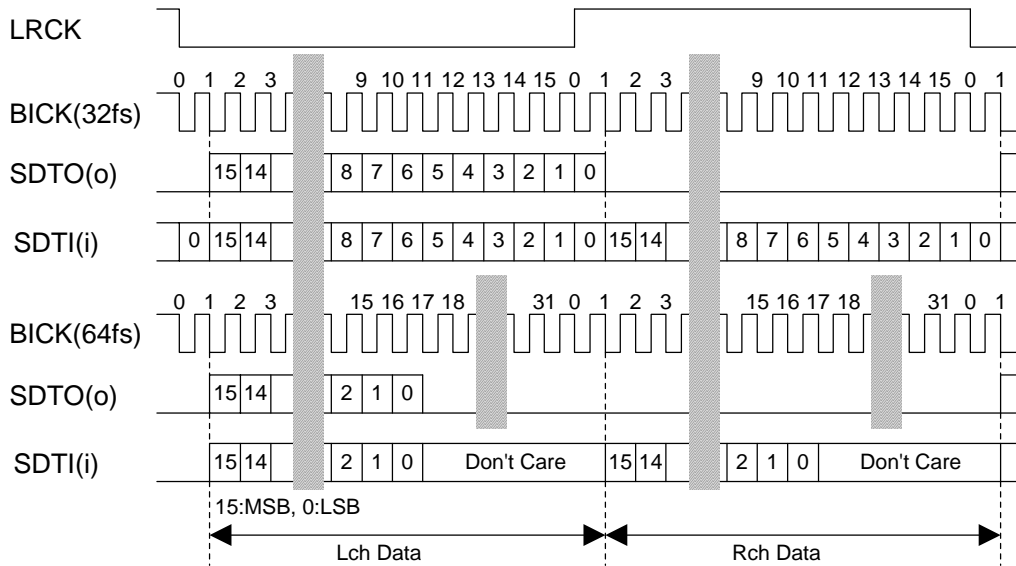 LRCK
0 1 2 3 9 10 11 12 13 14 15 0 1 2 3 9 10 11 12 13 14 15 0 1
BICK(32fs)
SDTO(o) 15 14 8 7 6 5 4 3 2 1 0
SDTI(i) 0 15 14 8 7 6 5 4 3 2 1 0 15 14 8 7 6 5 4 3 2 1 0
0 1 2 3 15 16 17 18 31 0 1 2 3 15 16 17 18 31 0 1
BICK(64fs)
SDTO(o) 15 14 2 1 0
SDTI(i) 15 14 2 1 0 Don't Care 15 14 2 1 0 Don't Care
15:MSB, 0:LSB
Lch Data Rch Data